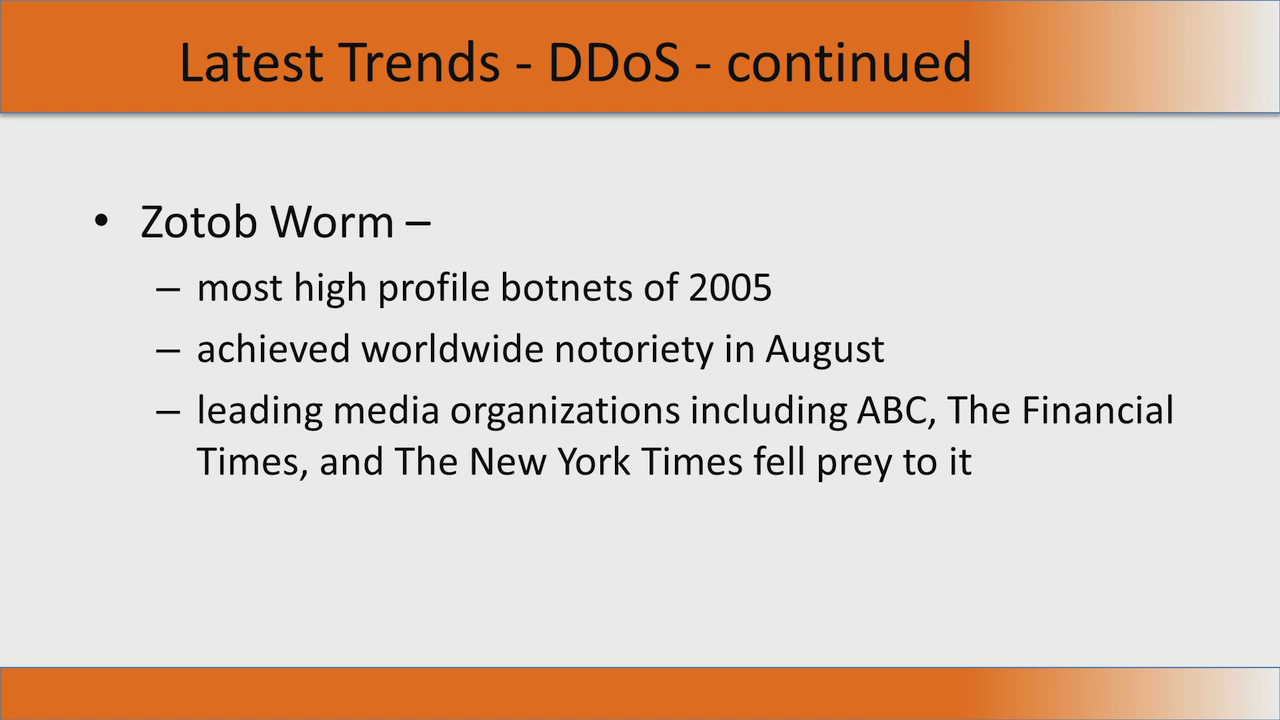 Latest Trends - DDoS - continued
• Zotob Worm –
– most high profile botnets of 2005
– achieved worldwide notoriety in August
– leading media organizations including ABC, The Financial
Times, and The New York Times fell prey to it